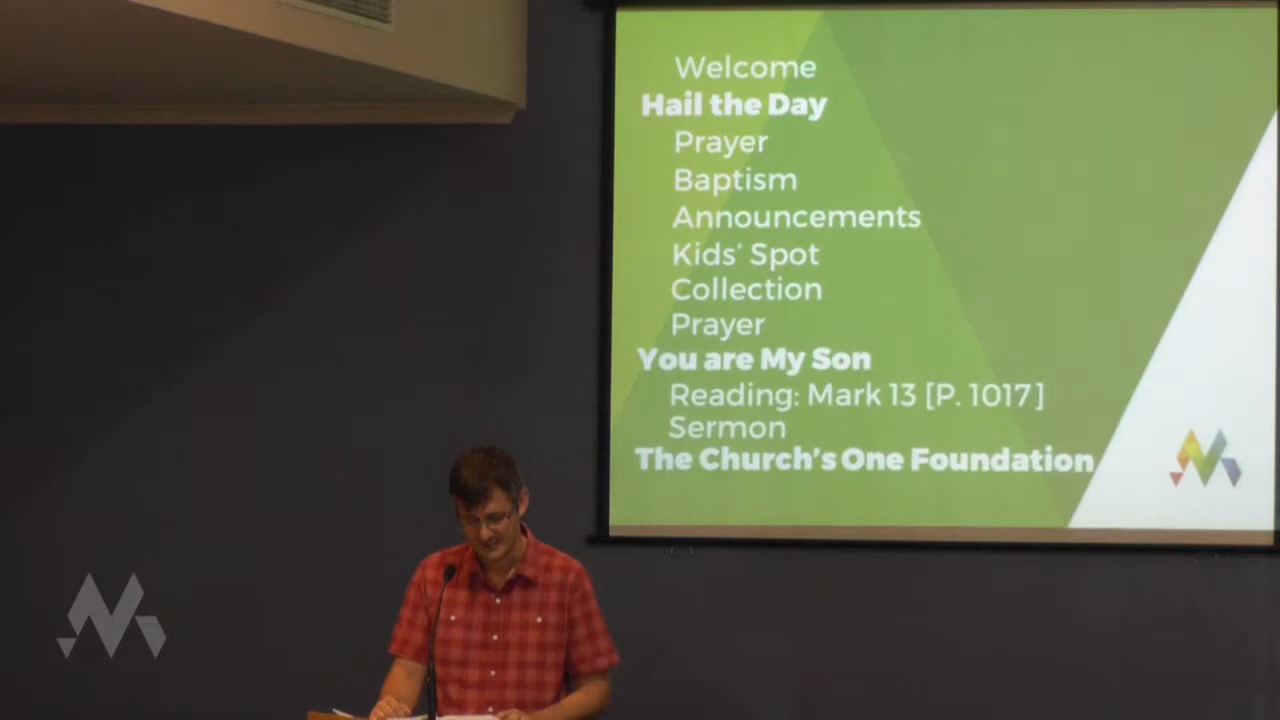 Welcome
Hail the Day
Prayer
Baptism
Announcements
Kids' Spot
Collection
Prayer
You are My Son
Reading: Mark 13 [P. 1017]
Sermon
The Church's One Foundation